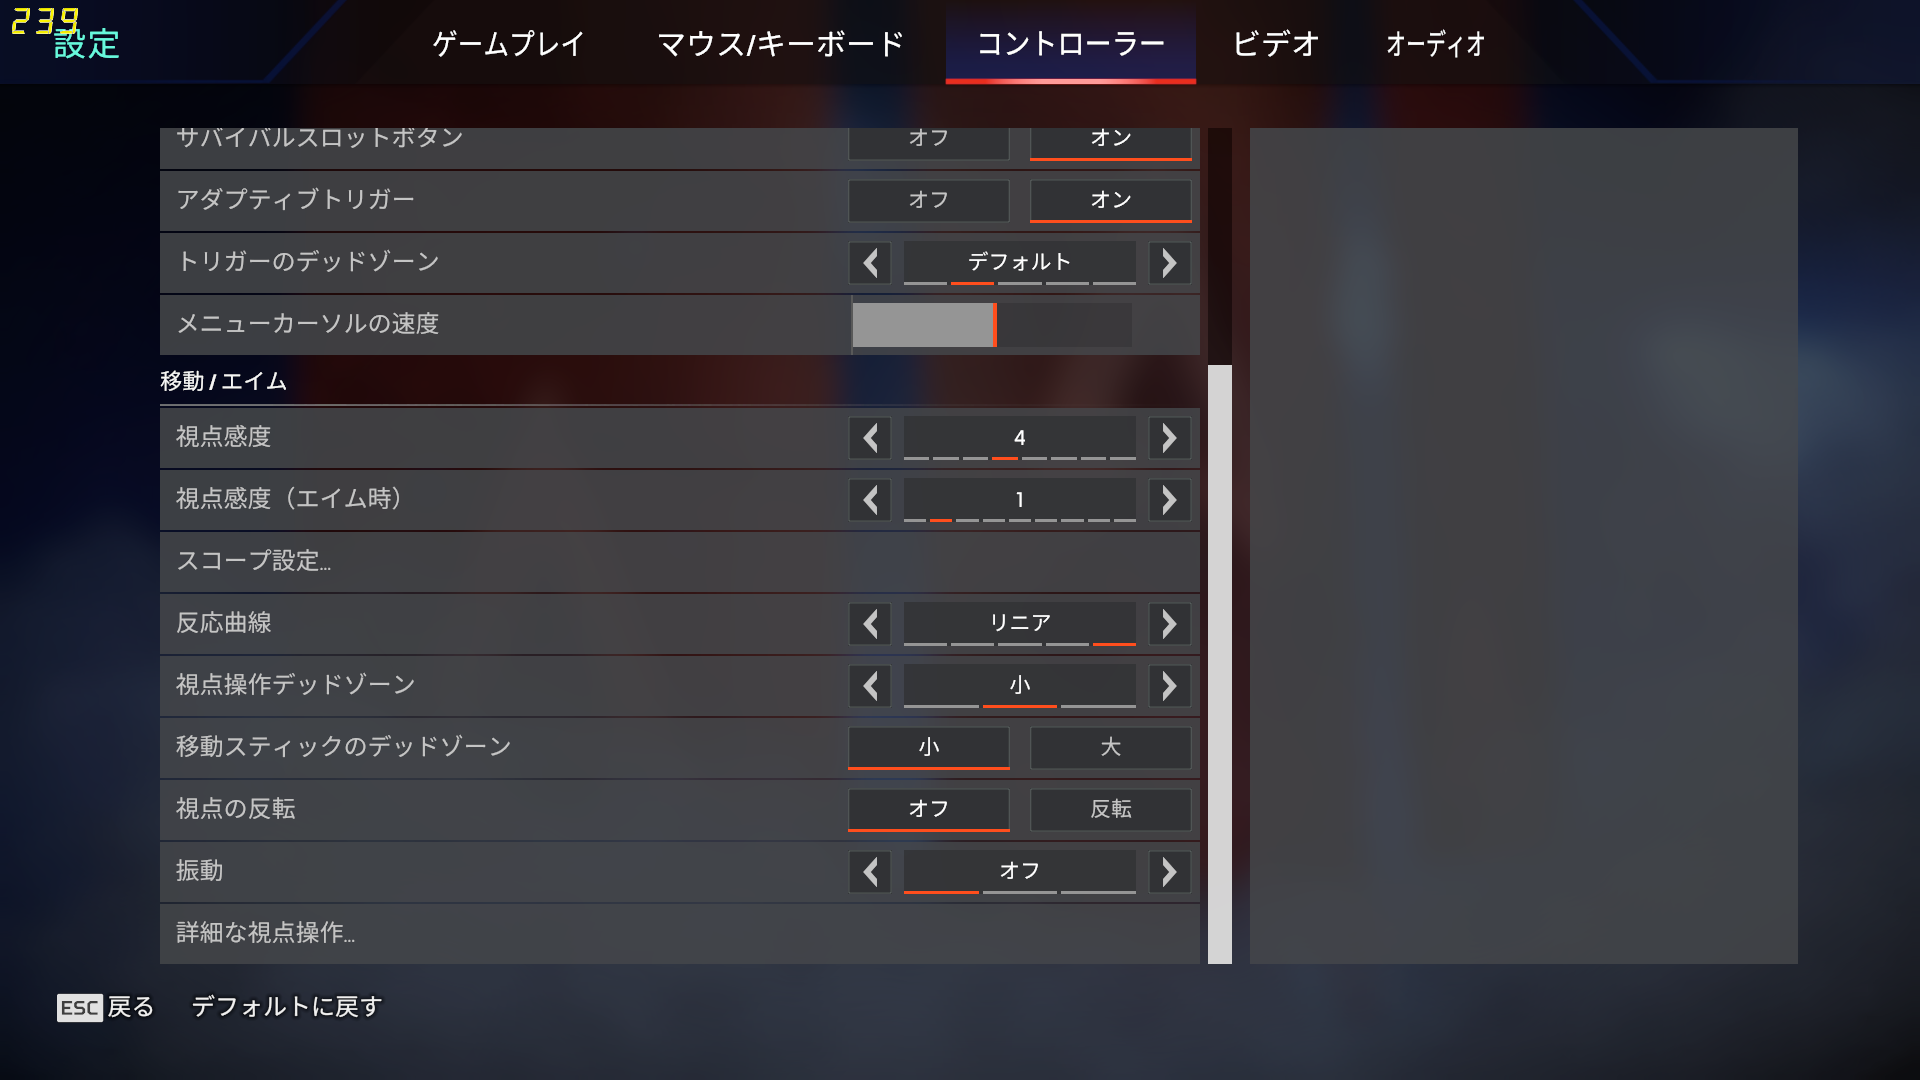 239
設定
ゲームプレイ
マウス/キーボード
コントローラー
ビデオ
オーディオ
サバイバルスロットボタン オフ オン
アダプティブトリガー オフ オン
トリガーのデッドゾーン デフォルト
メニューカーソルの速度
移動 / エイム
視点感度 4
視点感度（エイム時） 1
スコープ設定...
反応曲線 リニア
視点操作デッドゾーン 小
移動スティックのデッドゾーン 小 大
視点の反転 オフ 反転
振動 オフ
詳細な視点操作...
ESC 戻る デフォルトに戻す